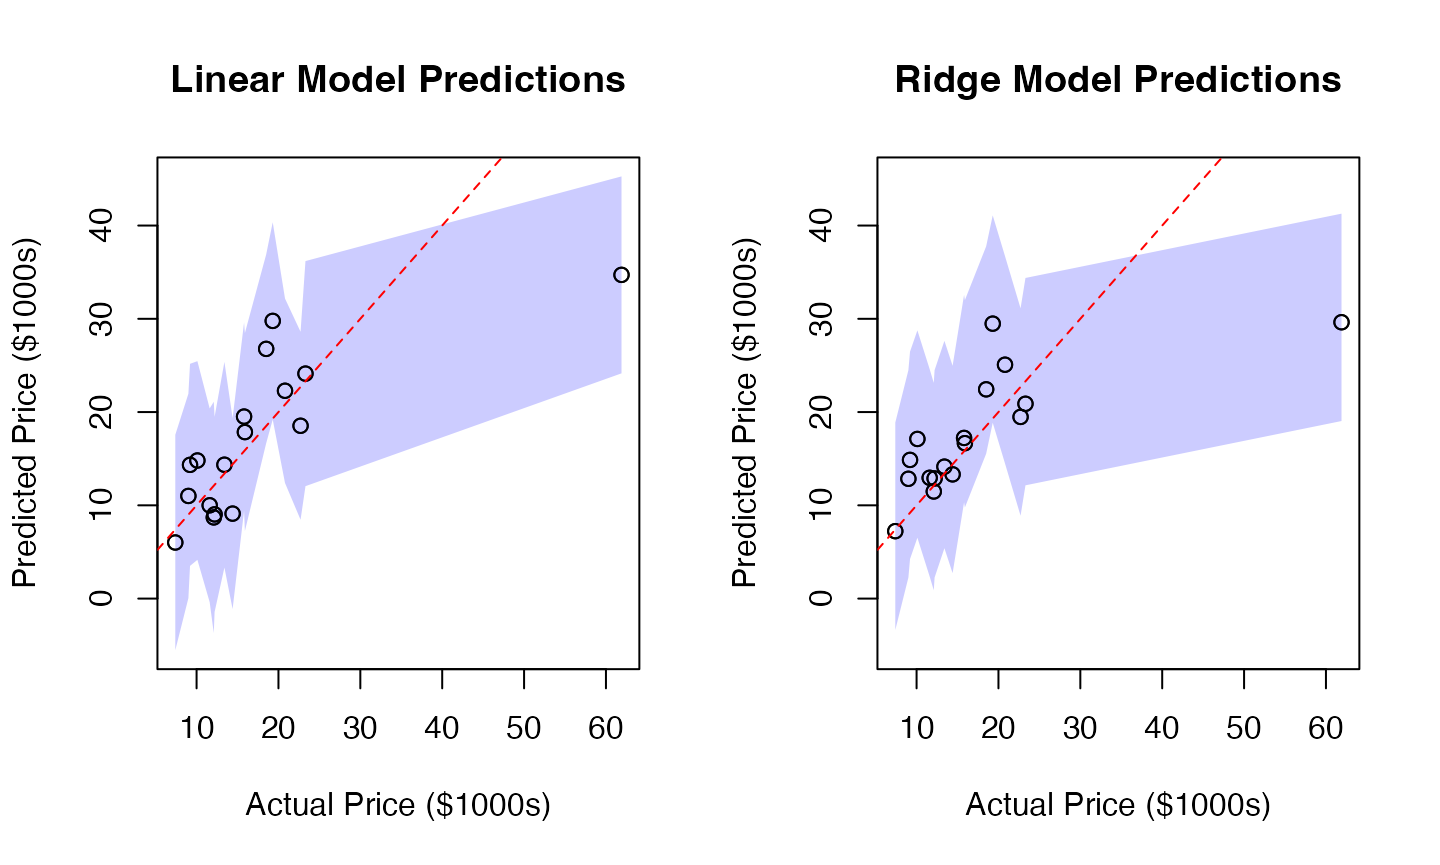 Linear Model Predictions
Predicted Price ($1000s)
40
30
20
10
0
10 20 30 40 50 60
Actual Price ($1000s)
Ridge Model Predictions
Predicted Price ($1000s)
40
30
20
10
0
10 20 30 40 50 60
Actual Price ($1000s)